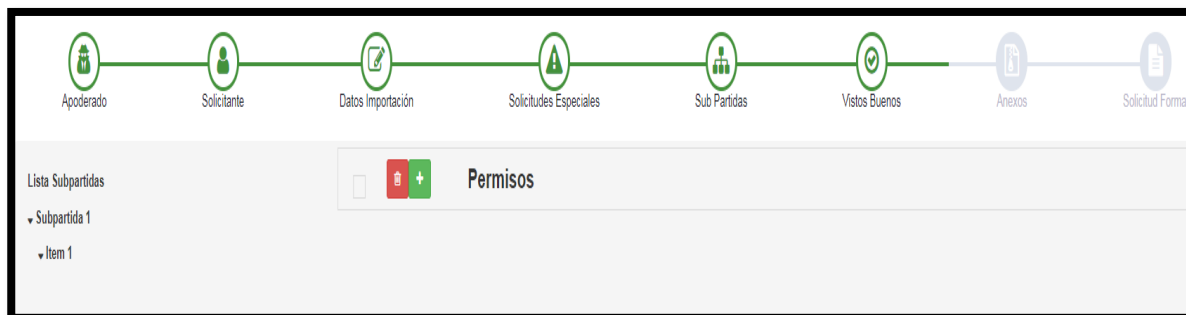 Apoderado
Solicitante
Datos Importación
Solicitudes Especiales
Sub Partidas
Vistos Buenos
Anexos
Solicitud Forma
Lista Subpartidas
Permisos
Subpartida 1
Item 1